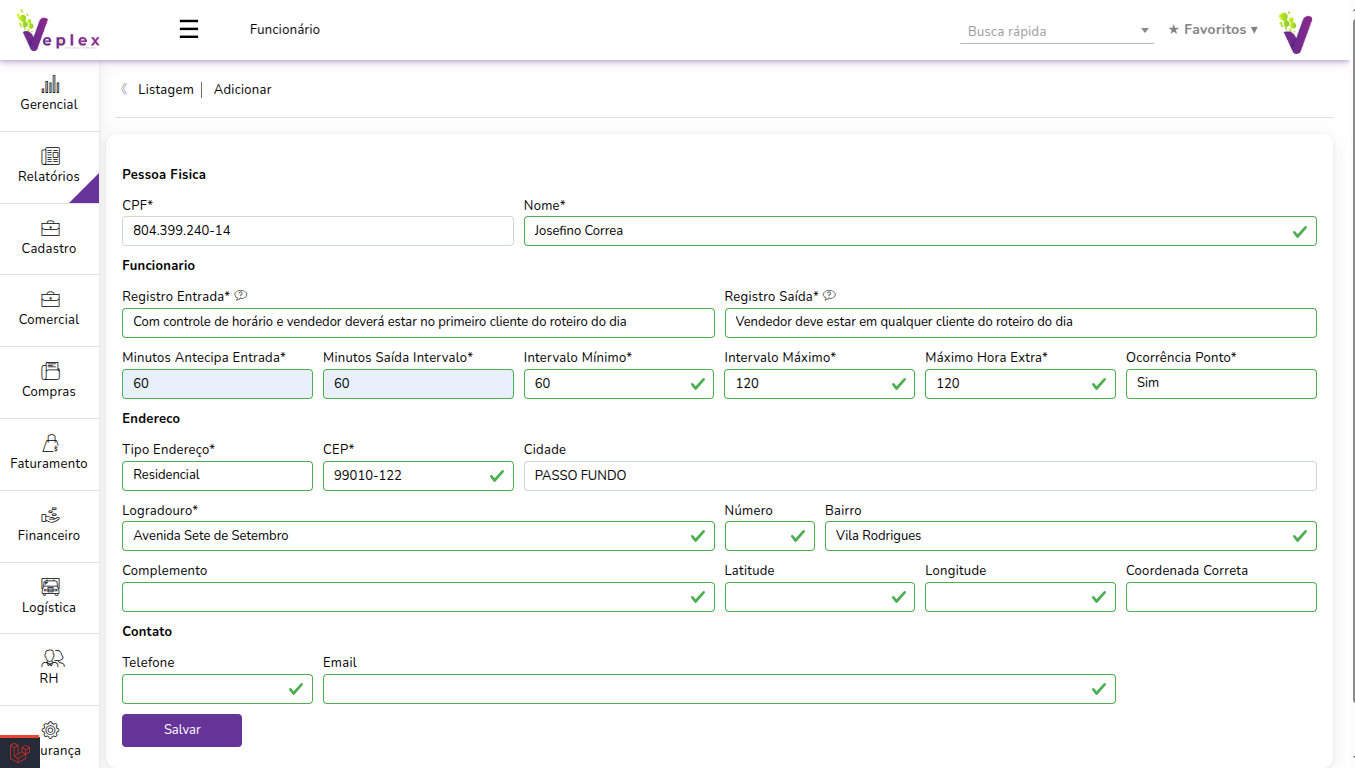 Veplex
Funcionário
Busca rápida
★ Favoritos ▾
Gerencial
Relatórios
Cadastro
Comercial
Compras
Faturamento
Financeiro
Logística
RH
urança
Listagem | Adicionar
Pessoa Fisica
CPF* Nome*
804.399.240-14 Josefino Correa
Funcionario
Registro Entrada* Registro Saída*
Com controle de horário e vendedor deverá estar no primeiro cliente do roteiro do dia Vendedor deve estar em qualquer cliente do roteiro do dia
Minutos Antecipa Entrada* Minutos Saída Intervalo* Intervalo Mínimo* Intervalo Máximo* Máximo Hora Extra* Ocorrência Ponto*
60 60 60 120 120 Sim
Endereco
Tipo Endereço* CEP* Cidade
Residencial 99010-122 PASSO FUNDO
Logradouro* Número Bairro
Avenida Sete de Setembro Vila Rodrigues
Complemento Latitude Longitude Coordenada Correta
Contato
Telefone Email
Salvar